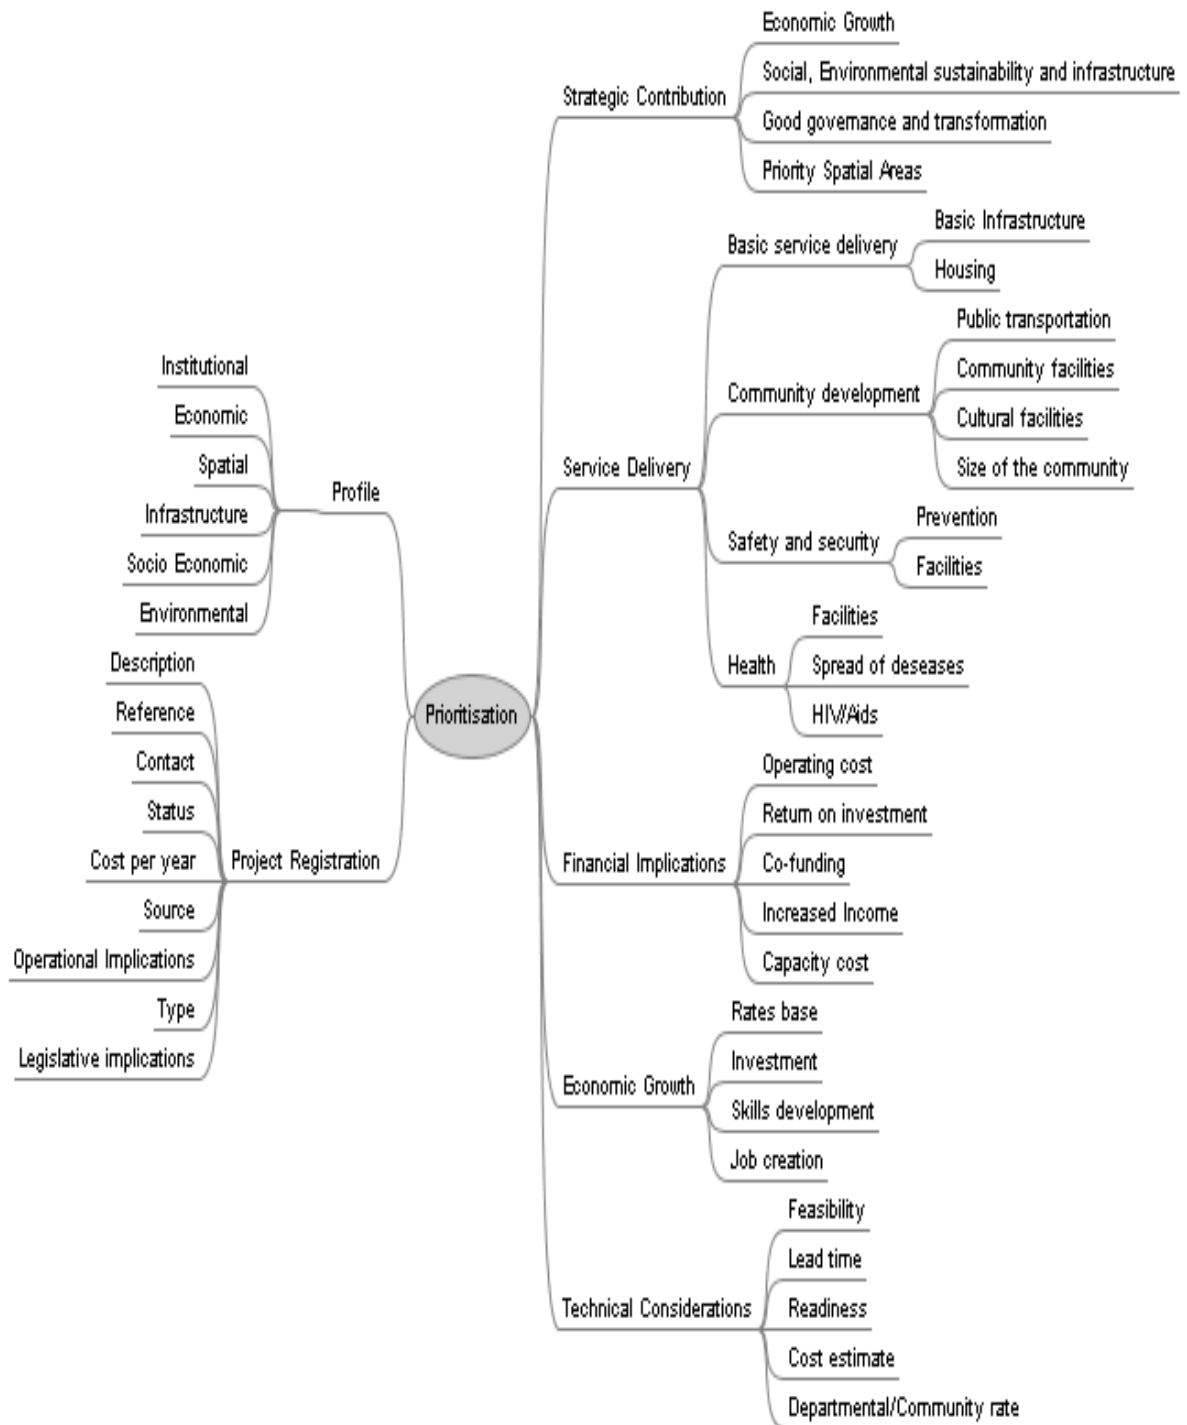 Economic Growth
Social, Environmental sustainability and infrastructure
Strategic Contribution
Good governance and transformation
Priority Spatial Areas
Basic Infrastructure
Basic service delivery
Housing
Public transportation
Community facilities
Community development
Cultural facilities
Size of the community
Service Delivery
Prevention
Safety and security
Facilities
Facilities
Health
Spread of deseases
HIV/Aids
Institutional
Economic
Spatial
Profile
Infrastructure
Socio Economic
Environmental
Description
Reference
Contact
Status
Cost per year
Project Registration
Source
Operational Implications
Type
Legislative implications
Prioritisation
Operating cost
Return on investment
Financial Implications
Co-funding
Increased Income
Capacity cost
Rates base
Investment
Economic Growth
Skills development
Job creation
Feasibility
Lead time
Technical Considerations
Readiness
Cost estimate
Departmental/Community rate